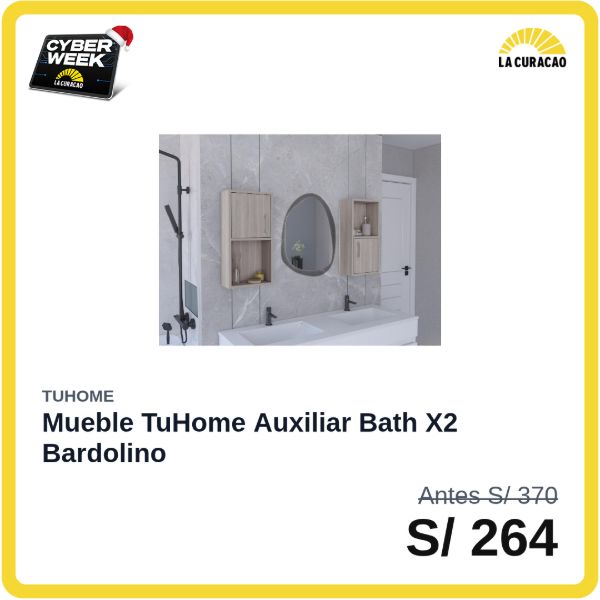 CYBER
WEEK
LA CURACAO
LA CURACAO
TUHOME
Mueble TuHome Auxiliar Bath X2
Bardolino
Antes S/ 370
S/ 264